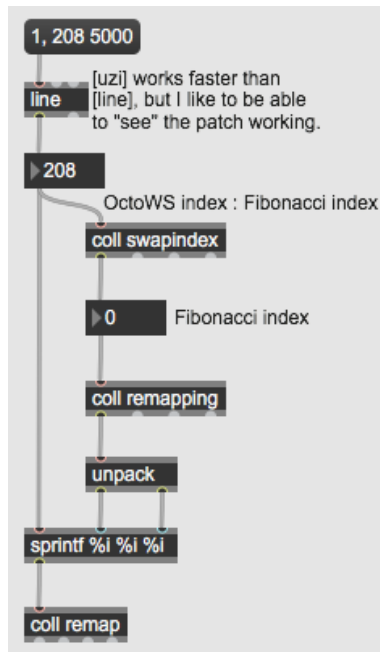 1, 208 5000
[uzi] works faster than
line [line], but I like to be able
to "see" the patch working.
208
OctoWS index : Fibonacci index
coll swapindex
0 Fibonacci index
coll remapping
unpack
sprintf %i %i %i
coll remap